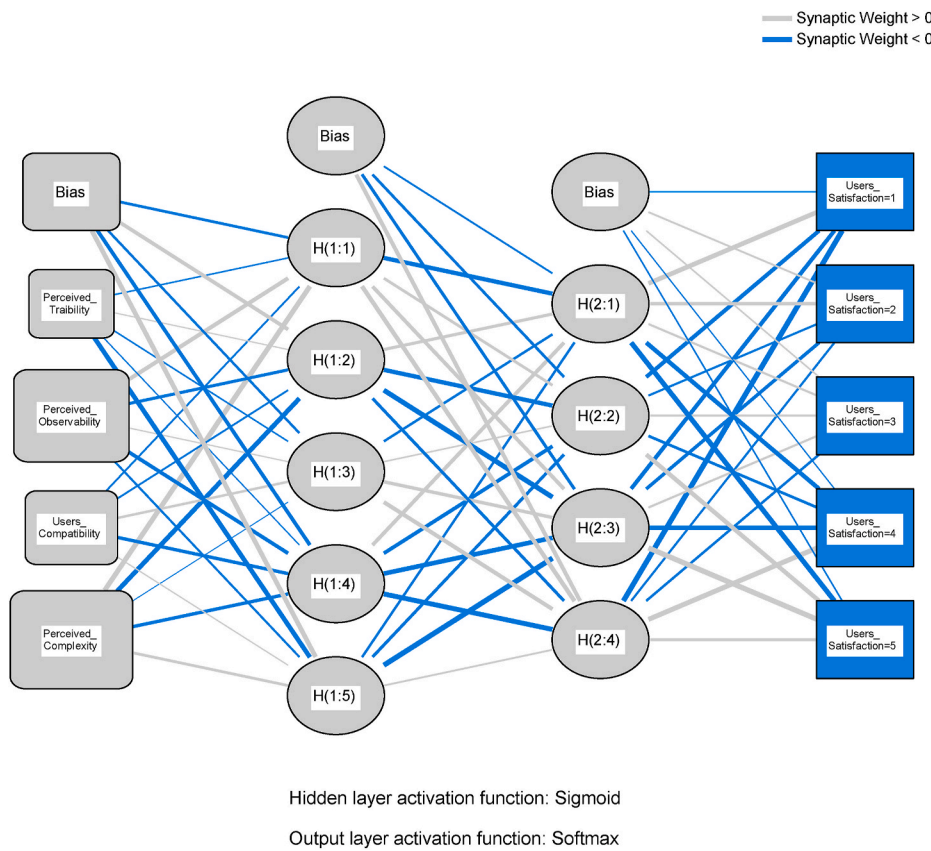 Synaptic Weight > 0
Synaptic Weight < 0
Bias
Bias
Bias
Users_
Satisfaction=1
H(1:1)
Perceived_
Traibility
H(2:1)
Users_
Satisfaction=2
H(1:2)
Perceived_
Observability
H(2:2)
Users_
Satisfaction=3
H(1:3)
Users_
Compatibility
H(2:3)
Users_
Satisfaction=4
H(1:4)
Perceived_
Complexity
H(2:4)
Users_
Satisfaction=5
H(1:5)
Hidden layer activation function: Sigmoid
Output layer activation function: Softmax